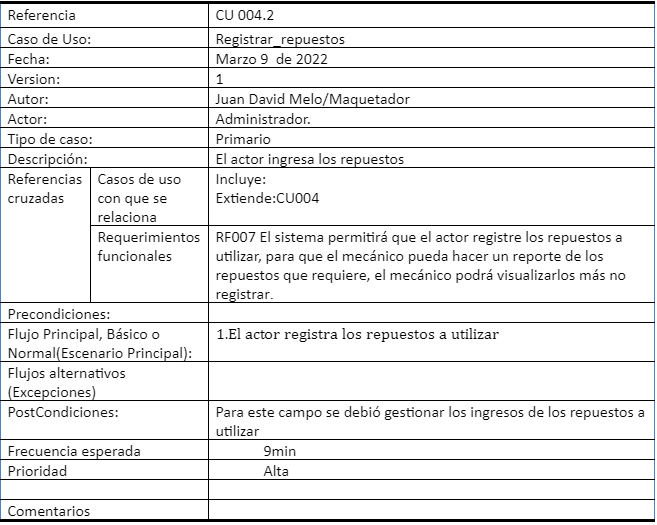 Referencia CU 004.2
Caso de Uso: Registrar_repuestos
Fecha: Marzo 9 de 2022
Version: 1
Autor: Juan David Melo/Maquetador
Actor: Administrador.
Tipo de caso: Primario
Descripción: El actor ingresa los repuestos
Referencias cruzadas
Casos de uso
con que se
relaciona
Incluye:
Extiende:CU004
Requerimientos
funcionales
RF007 El sistema permitirá que el actor registre los repuestos a
utilizar, para que el mecánico pueda hacer un reporte de los
repuestos que requiere, el mecánico podrá visualizarlos más no
registrar.
Precondiciones:
Flujo Principal, Básico o
Normal(Escenario Principal):
1.El actor registra los repuestos a utilizar
Flujos alternativos
(Excepciones)
PostCondiciones:
Para este campo se debió gestionar los ingresos de los repuestos a
utilizar
Frecuencia esperada 9min
Prioridad Alta
Comentarios